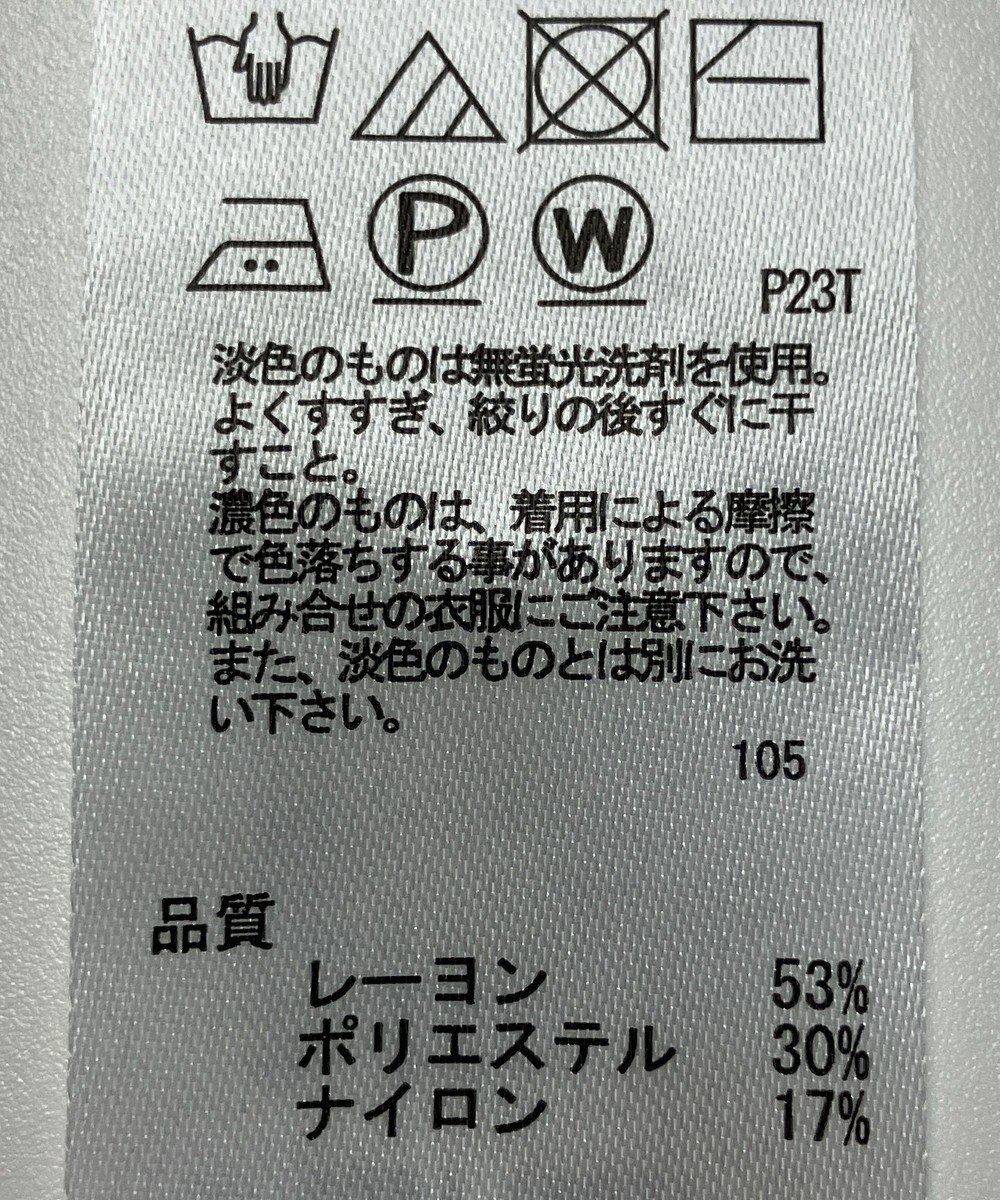 P
W
P23T
淡色のものは無蛍光洗剤を使用。
よくすすぎ、絞りの後すぐに干
すこと。
濃色のものは、着用による摩擦
で色落ちする事がありますので、
組み合せの衣服にご注意下さい。
また、淡色のものとは別にお洗
い下さい。
105
品質
レーヨン 53%
ポリエステル 30%
ナイロン 17%